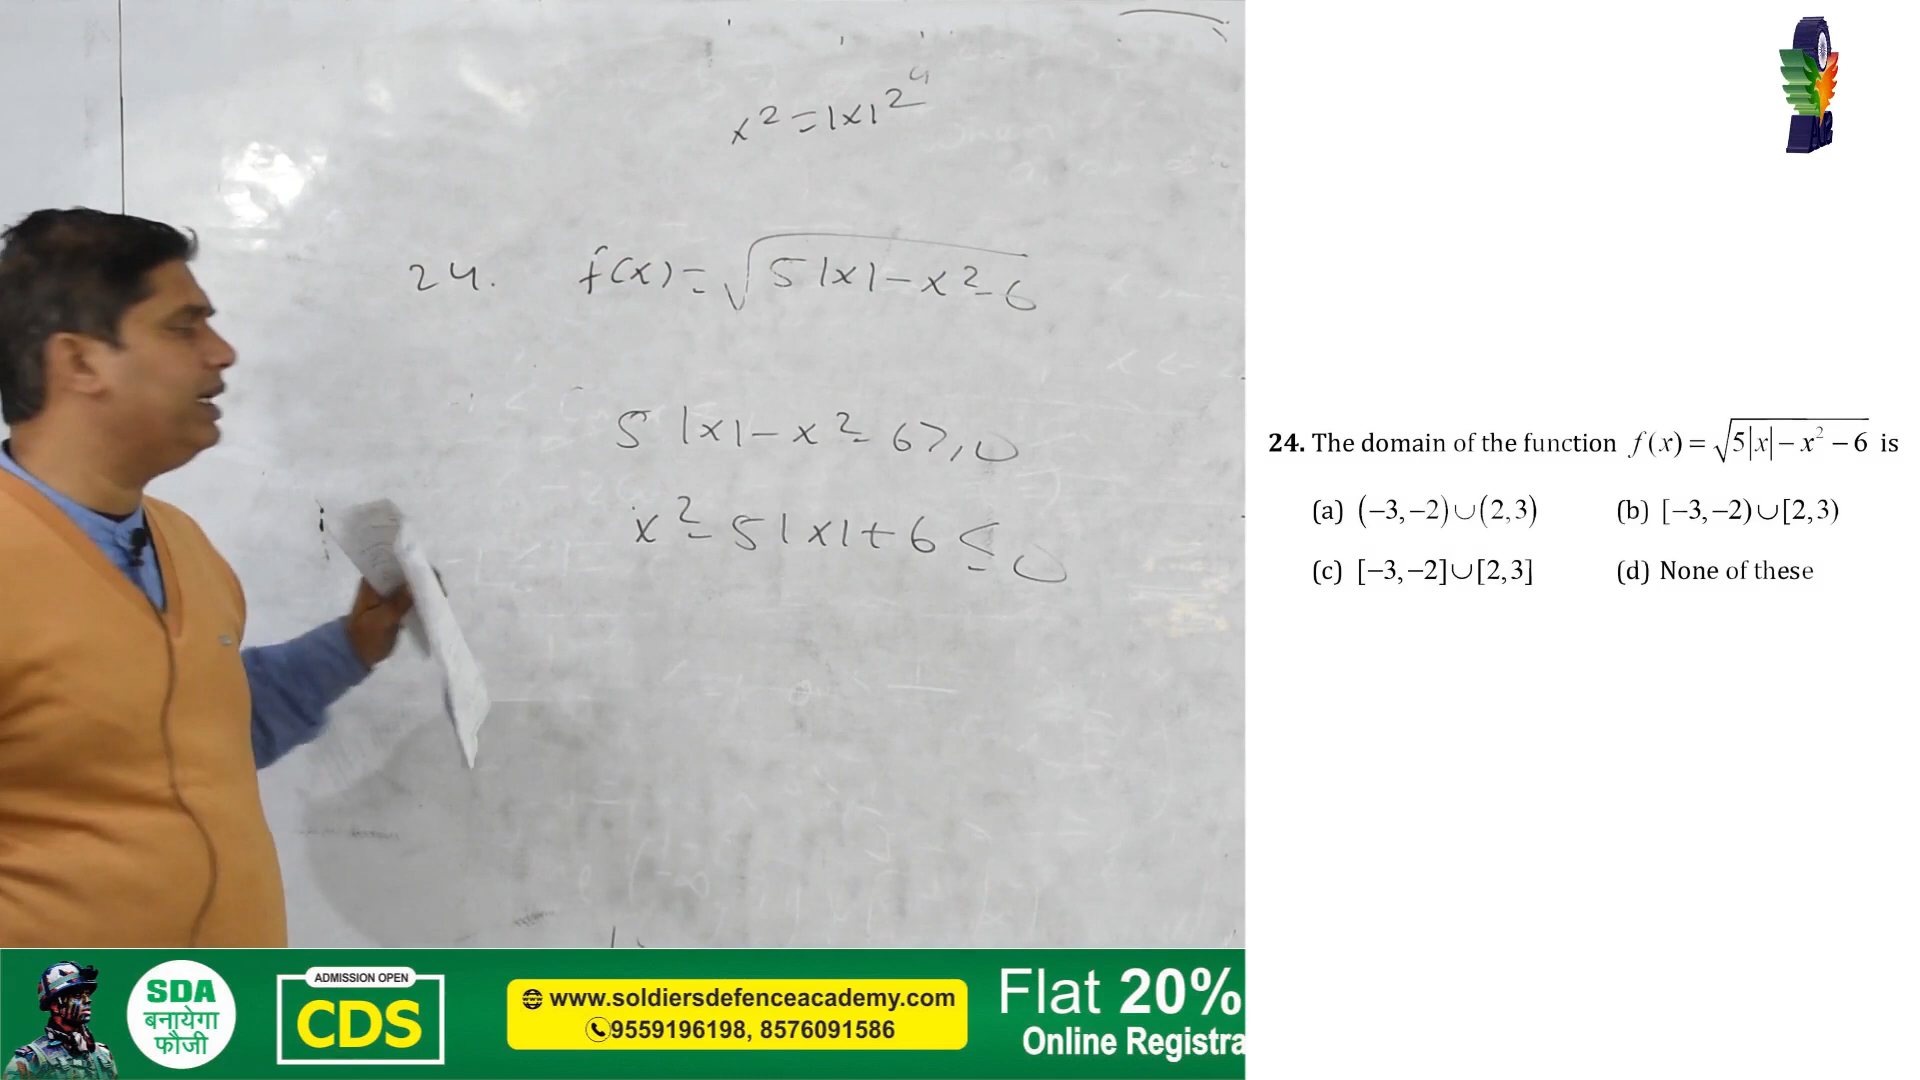 x² = |x|²
24. f(x) = √5|x| - x² - 6
5|x| - x² - 6 ≥ 0
x² - 5|x| + 6 ≤ 0
24. The domain of the function f(x) = √5|x| − x² − 6 is
(a) (−3, −2) ∪ (2, 3) (b) [−3, −2) ∪ [2, 3)
(c) [−3, −2] ∪ [2, 3] (d) None of these
SDA
बनायेगा
फौजी
ADMISSION OPEN
CDS
www.soldiersdefenceacademy.com
9559196198, 8576091586
Flat 20%
Online Registra